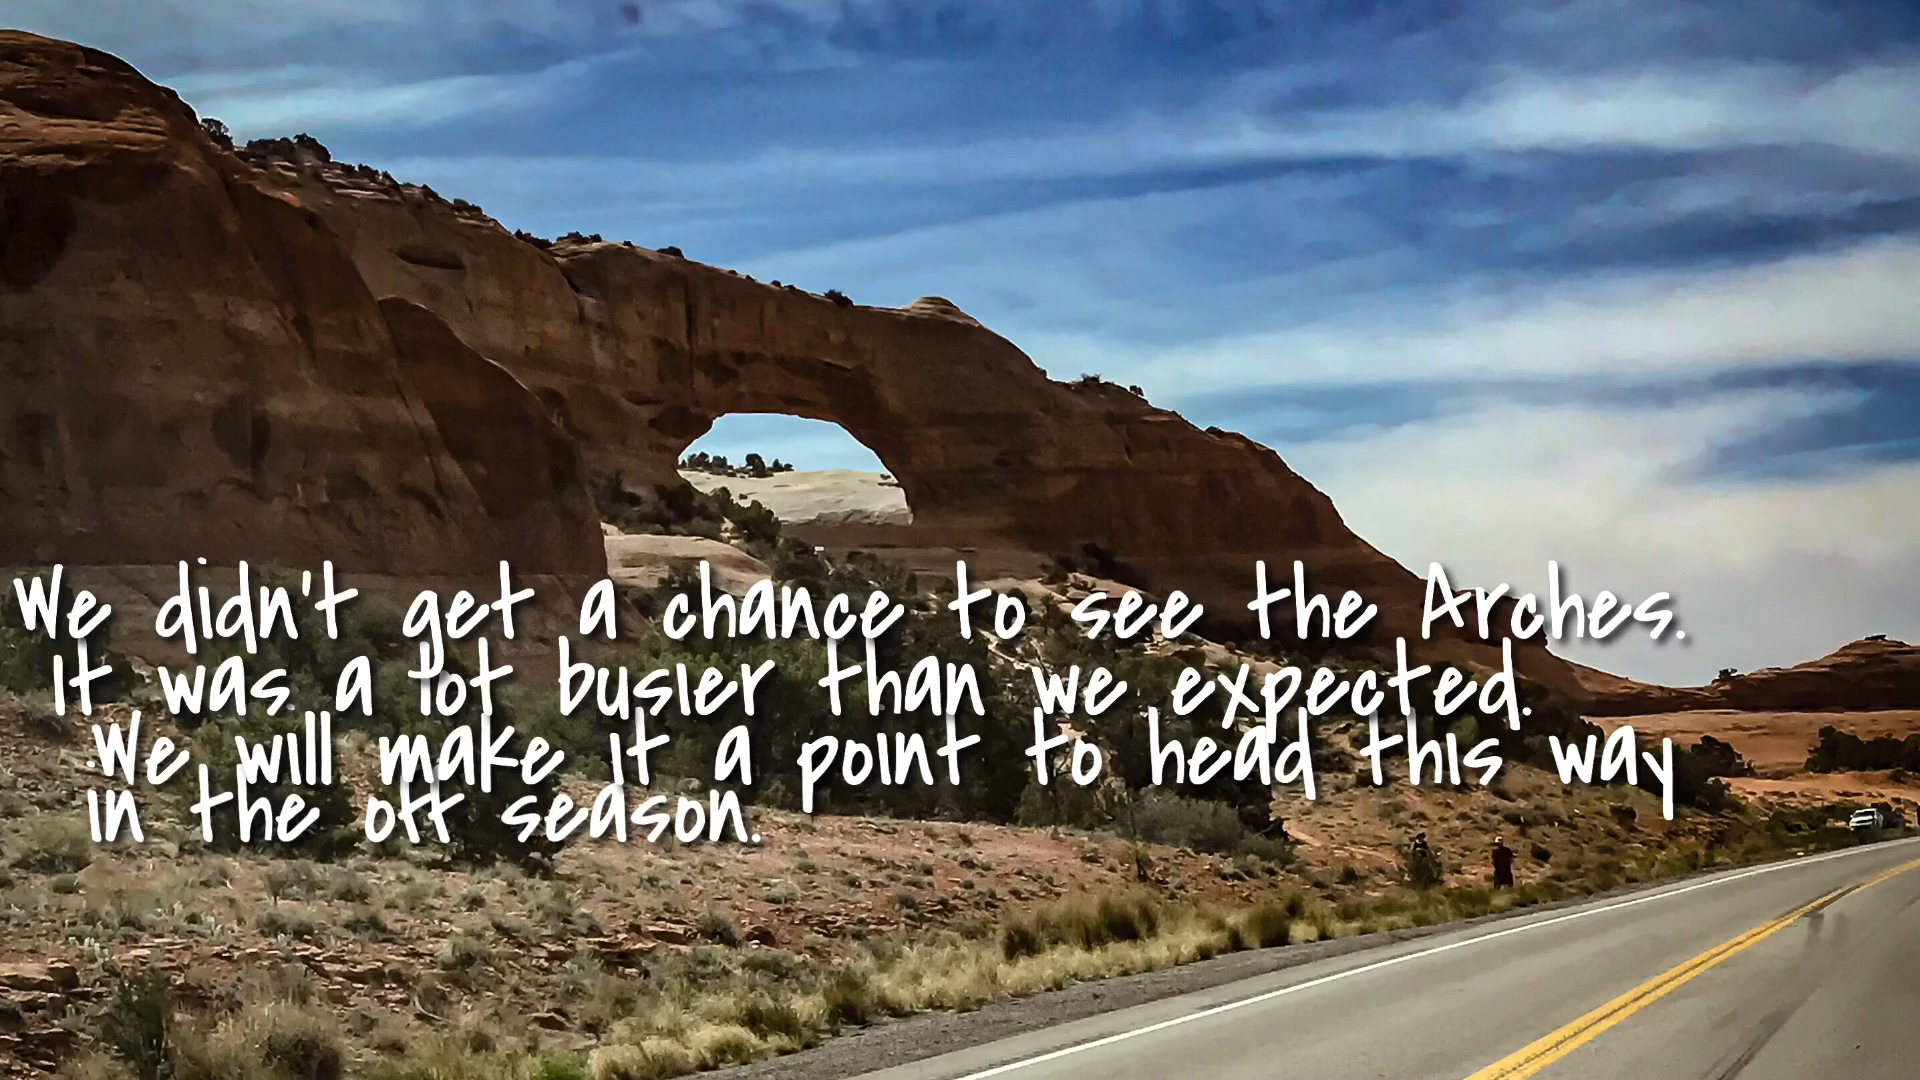 We didn't get a chance to see the Arches.
It was a lot busier than we expected.
We will make it a point to head this way
in the off season.